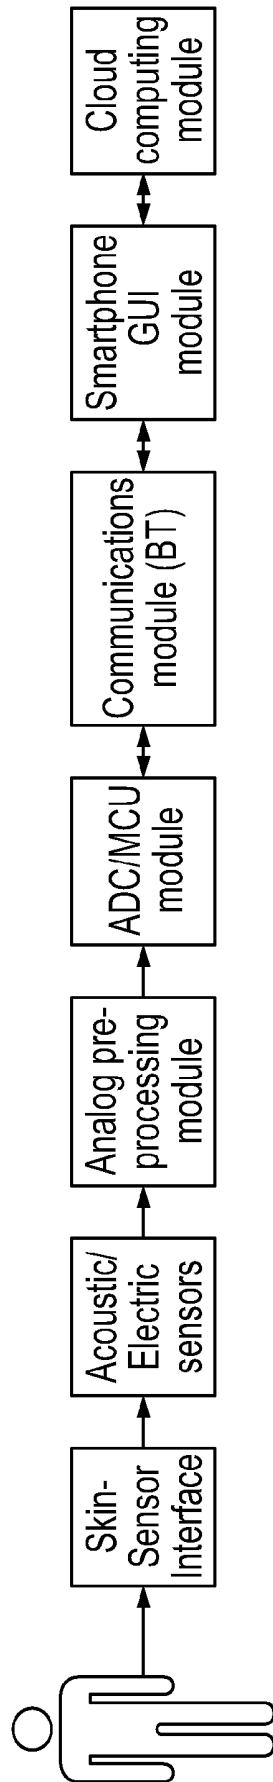 Skin-
Sensor
Interface
Acoustic/
Electric
sensors
Analog pre-
processing
module
ADC/MCU
module
Communications
module (BT)
Smartphone
GUI
module
Cloud
computing
module